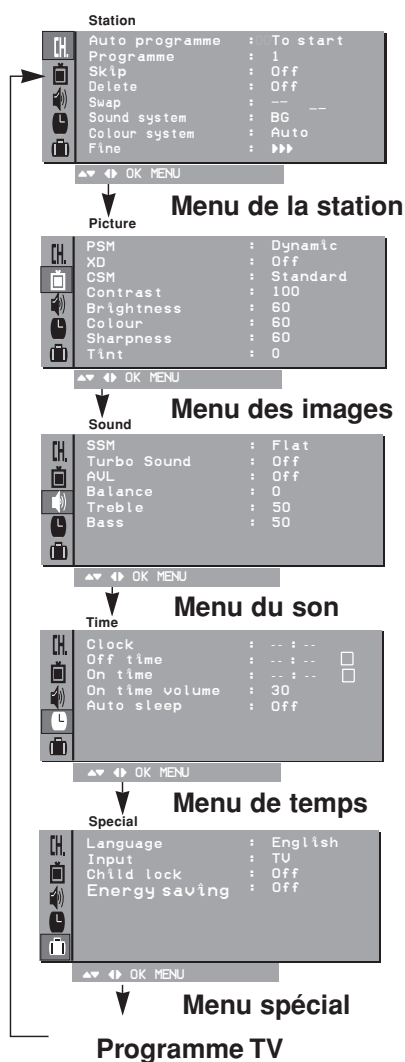 Station
CH.
Auto programme : To start
Programme : 1
Skip : Off
Delete : Off
Swap : -- __
Sound system : BG
Colour system : Auto
Fine : ▶▶▶
▲▼ ◀▶ OK MENU
Menu de la station
Picture
CH.
PSM : Dynamic
XD : Off
CSM : Standard
Contrast : 100
Brightness : 60
Colour : 60
Sharpness : 60
Tint : 0
▲▼ ◀▶ OK MENU
Menu des images
Sound
CH.
SSM : Flat
Turbo Sound : Off
AVL : Off
Balance : 0
Treble : 50
Bass : 50
▲▼ ◀▶ OK MENU
Menu du son
Time
CH.
Clock : -- : --
Off time : -- : -- □
On time : -- : -- □
On time volume : 30
Auto sleep : Off
▲▼ ◀▶ OK MENU
Menu de temps
Special
CH.
Language : English
Input : TV
Child lock : Off
Energy saving : Off
▲▼ ◀▶ OK MENU
Menu spécial
Programme TV